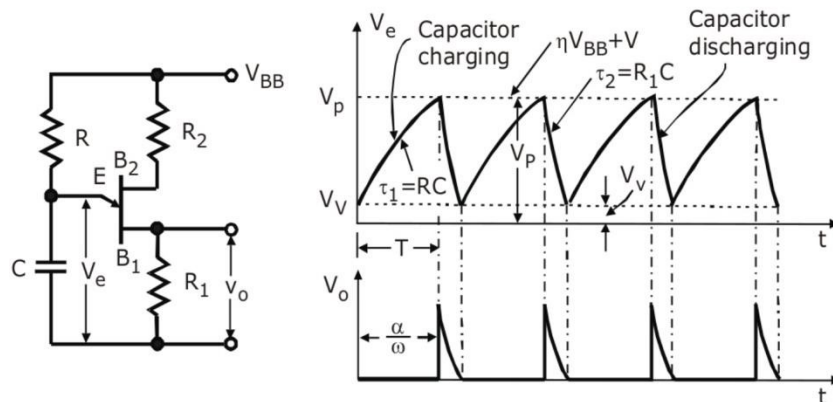 V_BB
R
R_2
B_2
E
C
V_e
B_1
R_1
v_o
V_e
Capacitor charging
ηV_BB+V
Capacitor discharging
V_p
τ_2=R_1C
V_P
τ_1=RC
V_V
V_v
t
T
V_o
α/ω
t